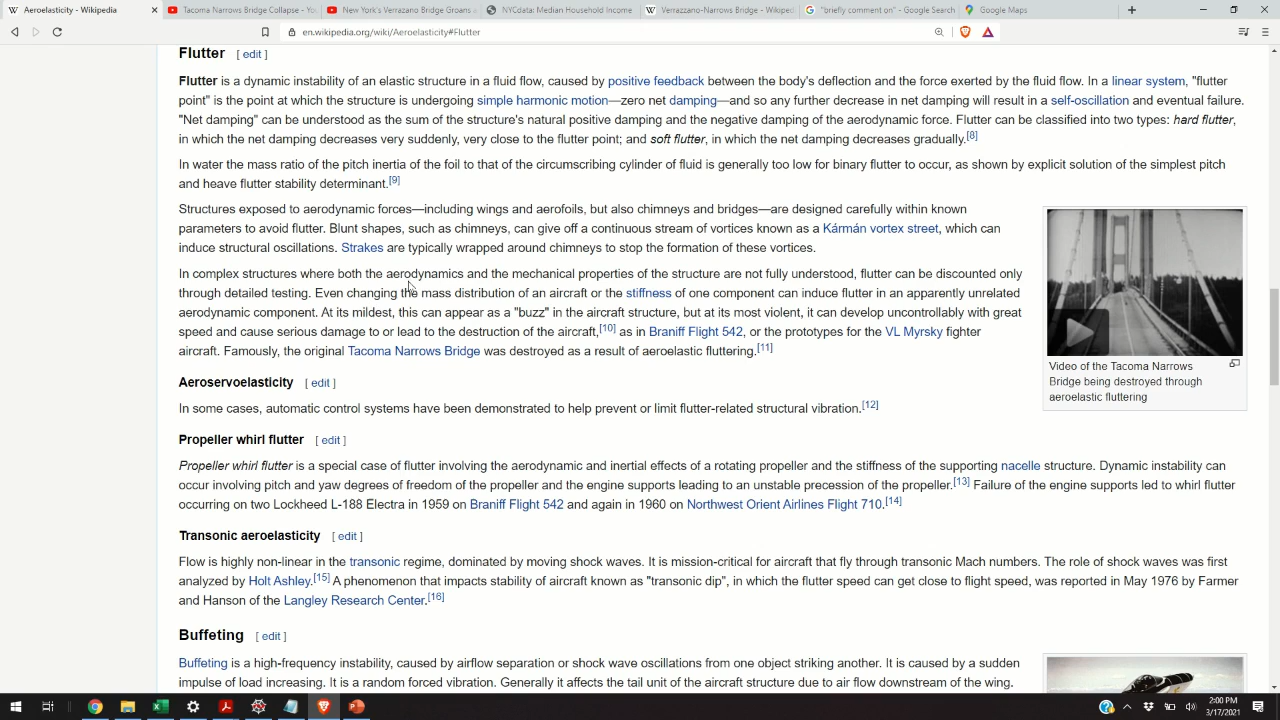 Aeroelasticity - Wikipedia
Tacoma Narrows Bridge Collapse - Yo
New York's Verrazano Bridge Groans a
NYCdata: Median Household Income
Verrazzano-Narrows Bridge - Wikiped
"briefly comment on" - Google Search
Google Maps
en.wikipedia.org/wiki/Aeroelasticity#Flutter
Flutter [ edit ]
Flutter is a dynamic instability of an elastic structure in a fluid flow, caused by positive feedback between the body's deflection and the force exerted by the fluid flow. In a linear system, "flutter
point" is the point at which the structure is undergoing simple harmonic motion—zero net damping—and so any further decrease in net damping will result in a self-oscillation and eventual failure.
"Net damping" can be understood as the sum of the structure's natural positive damping and the negative damping of the aerodynamic force. Flutter can be classified into two types: hard flutter,
in which the net damping decreases very suddenly, very close to the flutter point; and soft flutter, in which the net damping decreases gradually.[8]
In water the mass ratio of the pitch inertia of the foil to that of the circumscribing cylinder of fluid is generally too low for binary flutter to occur, as shown by explicit solution of the simplest pitch
and heave flutter stability determinant.[9]
Structures exposed to aerodynamic forces—including wings and aerofoils, but also chimneys and bridges—are designed carefully within known
parameters to avoid flutter. Blunt shapes, such as chimneys, can give off a continuous stream of vortices known as a Kármán vortex street, which can
induce structural oscillations. Strakes are typically wrapped around chimneys to stop the formation of these vortices.
In complex structures where both the aerodynamics and the mechanical properties of the structure are not fully understood, flutter can be discounted only
through detailed testing. Even changing the mass distribution of an aircraft or the stiffness of one component can induce flutter in an apparently unrelated
aerodynamic component. At its mildest, this can appear as a "buzz" in the aircraft structure, but at its most violent, it can develop uncontrollably with great
speed and cause serious damage to or lead to the destruction of the aircraft,[10] as in Braniff Flight 542, or the prototypes for the VL Myrsky fighter
aircraft. Famously, the original Tacoma Narrows Bridge was destroyed as a result of aeroelastic fluttering.[11]
Video of the Tacoma Narrows
Bridge being destroyed through
aeroelastic fluttering
Aeroservoelasticity [ edit ]
In some cases, automatic control systems have been demonstrated to help prevent or limit flutter-related structural vibration.[12]
Propeller whirl flutter [ edit ]
Propeller whirl flutter is a special case of flutter involving the aerodynamic and inertial effects of a rotating propeller and the stiffness of the supporting nacelle structure. Dynamic instability can
occur involving pitch and yaw degrees of freedom of the propeller and the engine supports leading to an unstable precession of the propeller.[13] Failure of the engine supports led to whirl flutter
occurring on two Lockheed L-188 Electra in 1959 on Braniff Flight 542 and again in 1960 on Northwest Orient Airlines Flight 710.[14]
Transonic aeroelasticity [ edit ]
Flow is highly non-linear in the transonic regime, dominated by moving shock waves. It is mission-critical for aircraft that fly through transonic Mach numbers. The role of shock waves was first
analyzed by Holt Ashley.[15] A phenomenon that impacts stability of aircraft known as "transonic dip", in which the flutter speed can get close to flight speed, was reported in May 1976 by Farmer
and Hanson of the Langley Research Center.[16]
Buffeting [ edit ]
Buffeting is a high-frequency instability, caused by airflow separation or shock wave oscillations from one object striking another. It is caused by a sudden
impulse of load increasing. It is a random forced vibration. Generally it affects the tail unit of the aircraft structure due to air flow downstream of the wing.
2:00 PM
3/17/2021